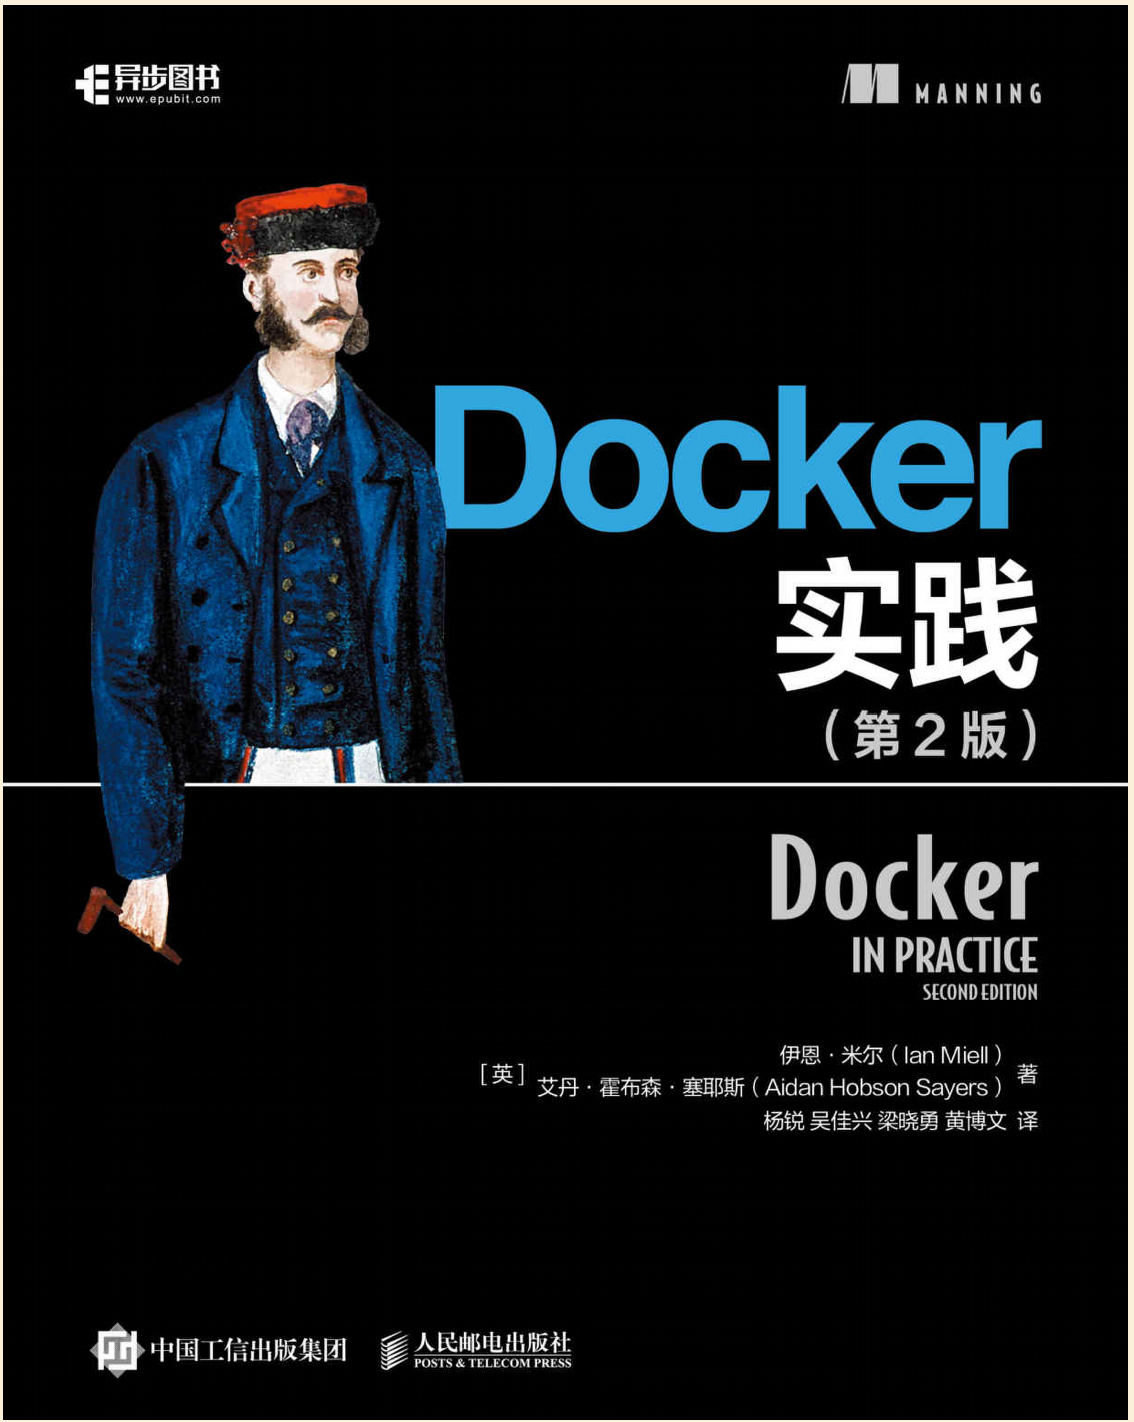 异步图书
www.epubit.com
MANNING
Docker
实践
（第2版）
Docker
IN PRACTICE
SECOND EDITION
[英] 伊恩·米尔（Ian Miell）
艾丹·霍布森·塞耶斯（Aidan Hobson Sayers） 著
杨锐 吴佳兴 梁晓勇 黄博文 译
中国工信出版集团
人民邮电出版社
POSTS & TELECOM PRESS